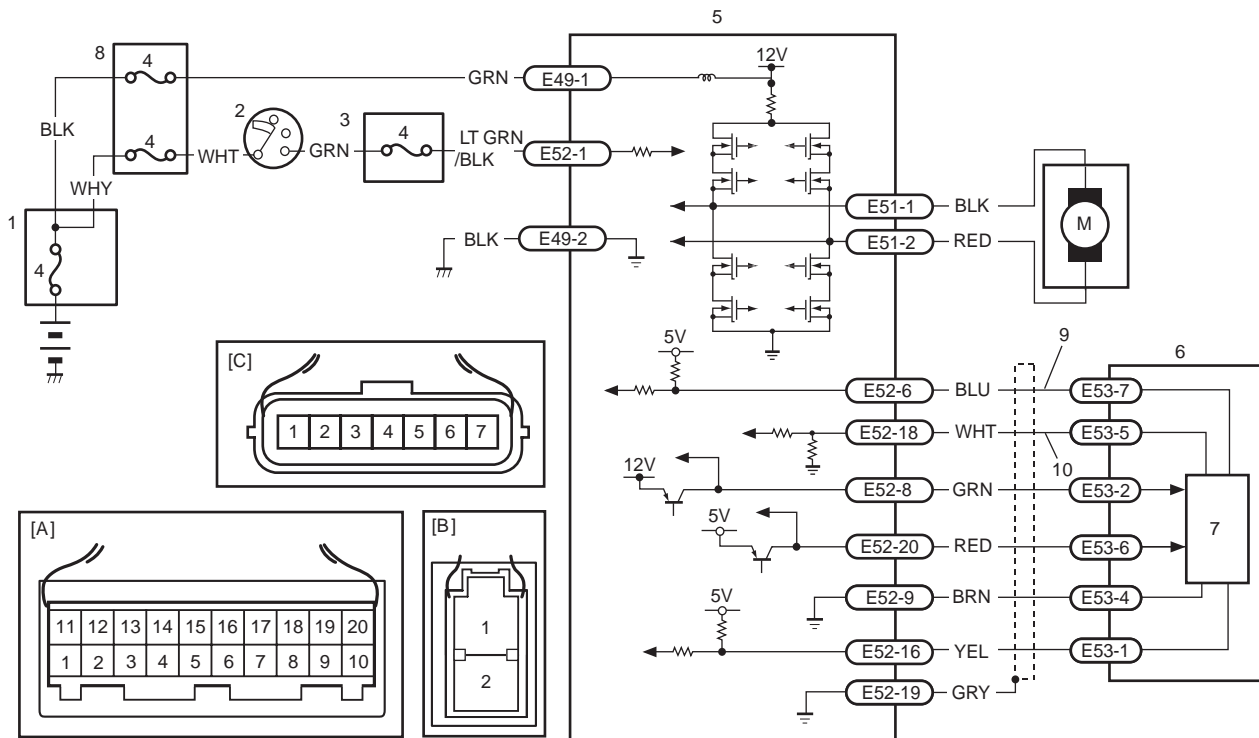 5
8
4
12V
GRN
E49-1
2
3
BLK
4
4
LT GRN
/BLK
WHT
GRN
E52-1
WHY
E51-1
BLK
1
M
BLK
E49-2
E51-2
RED
4
5V
9
6
[C]
E52-6
BLU
E53-7
1 2 3 4 5 6 7
E52-18
WHT
E53-5
12V
10
E52-8
GRN
E53-2
[A]
[B]
5V
7
E52-20
RED
E53-6
E52-9
BRN
E53-4
11 12 13 14 15 16 17 18 19 20
1
5V
1 2 3 4 5 6 7 8 9 10
E52-16
YEL
E53-1
2
E52-19
GRY